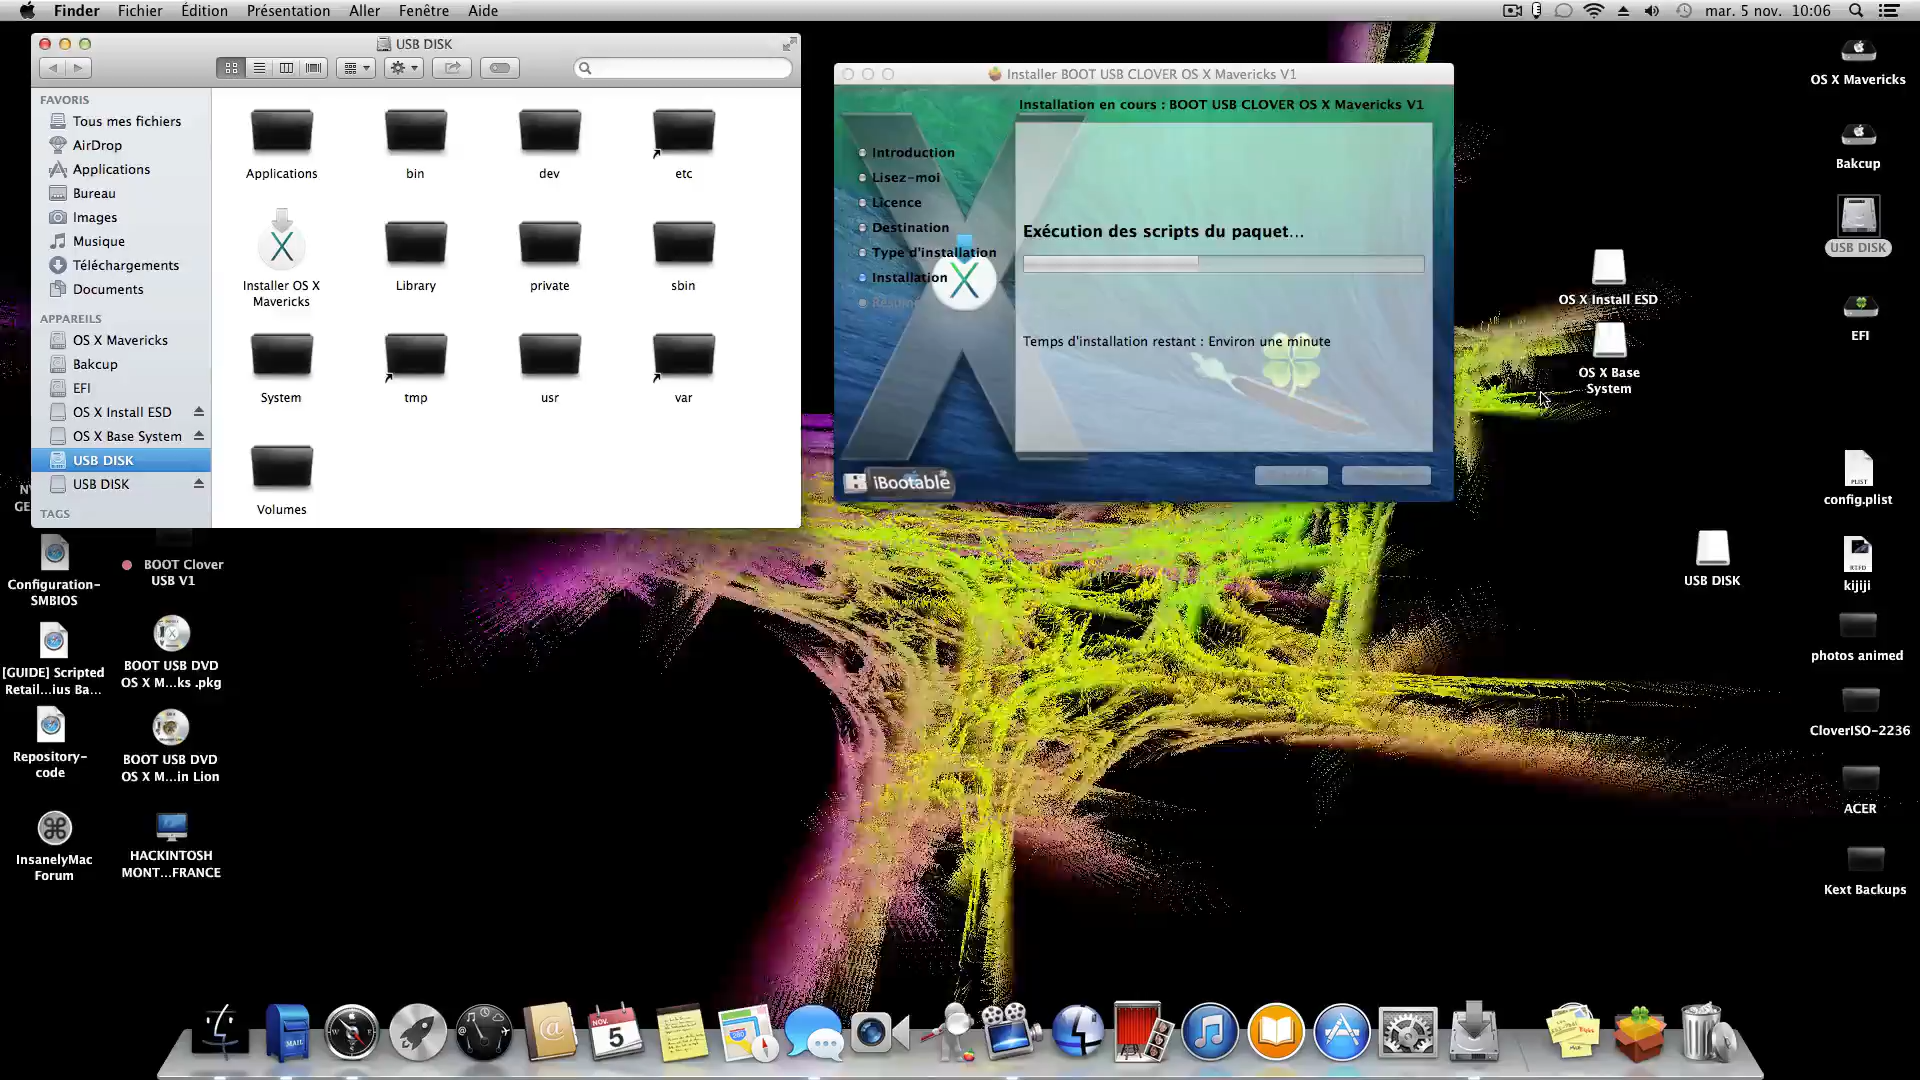 Finder Fichier Édition Présentation Aller Fenêtre Aide
mar. 5 nov. 10:06
USB DISK
FAVORIS
Tous mes fichiers
AirDrop
Applications
Bureau
Images
Musique
Téléchargements
Documents
APPAREILS
OS X Mavericks
Bakcup
EFI
OS X Install ESD
OS X Base System
USB DISK
USB DISK
TAGS
Applications
bin
dev
etc
Installer OS X
Mavericks
Library
private
sbin
System
tmp
usr
var
Volumes
Installer BOOT USB CLOVER OS X Mavericks V1
Installation en cours : BOOT USB CLOVER OS X Mavericks V1
Introduction
Lisez-moi
Licence
Destination
Type d'installation
Installation
Exécution des scripts du paquet...
Temps d'installation restant : Environ une minute
iBootable
OS X Mavericks
Bakcup
USB DISK
OS X Install ESD
EFI
OS X Base
System
config.plist
PLIST
USB DISK
RTFD
kijiji
photos animed
CloverISO-2236
ACER
Kext Backups
Configuration-
SMBIOS
BOOT Clover
USB V1
[GUIDE] Scripted
Retail...ius Ba...
BOOT USB DVD
OS X M...ks .pkg
Repository-
code
BOOT USB DVD
OS X M...in Lion
InsanelyMac
Forum
HACKINTOSH
MONT...FRANCE
MAIL
NOV.
5